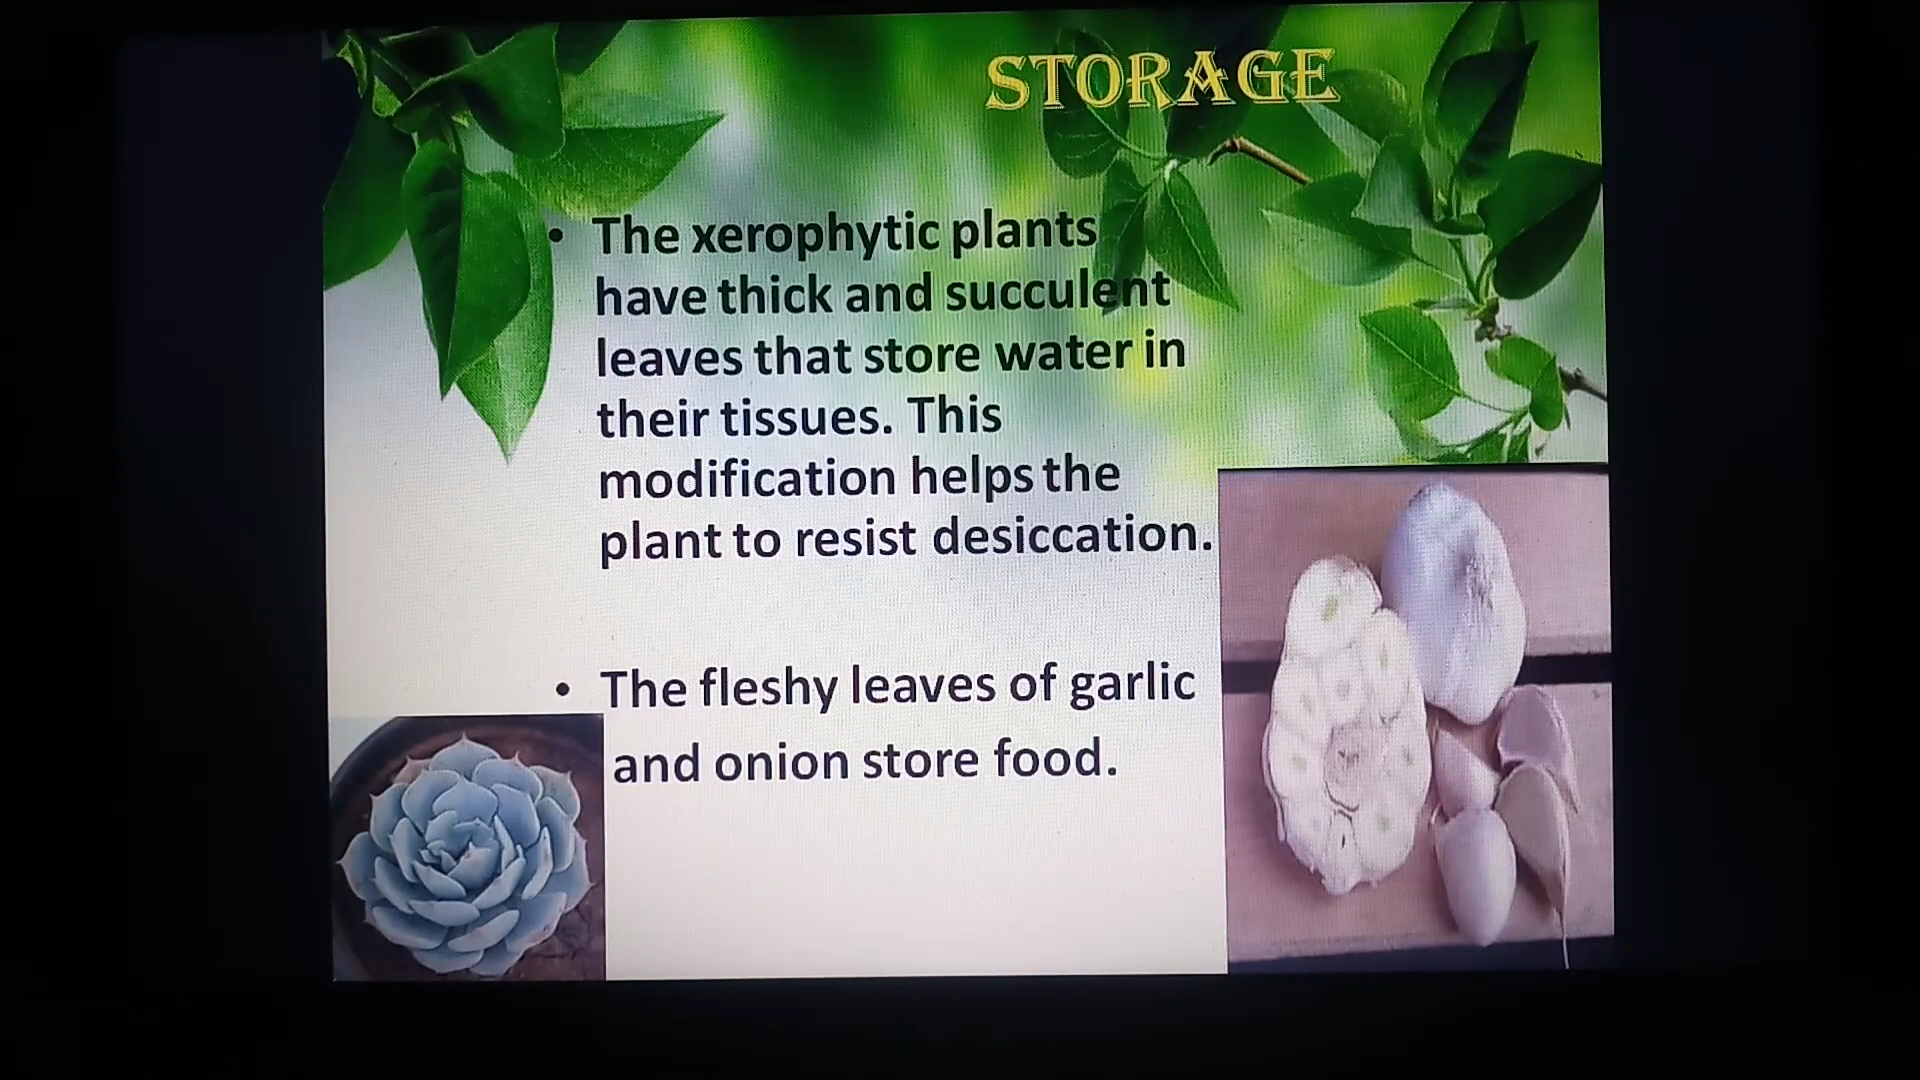 STORAGE
• The xerophytic plants
have thick and succulent
leaves that store water in
their tissues. This
modification helps the
plant to resist desiccation.
• The fleshy leaves of garlic
and onion store food.